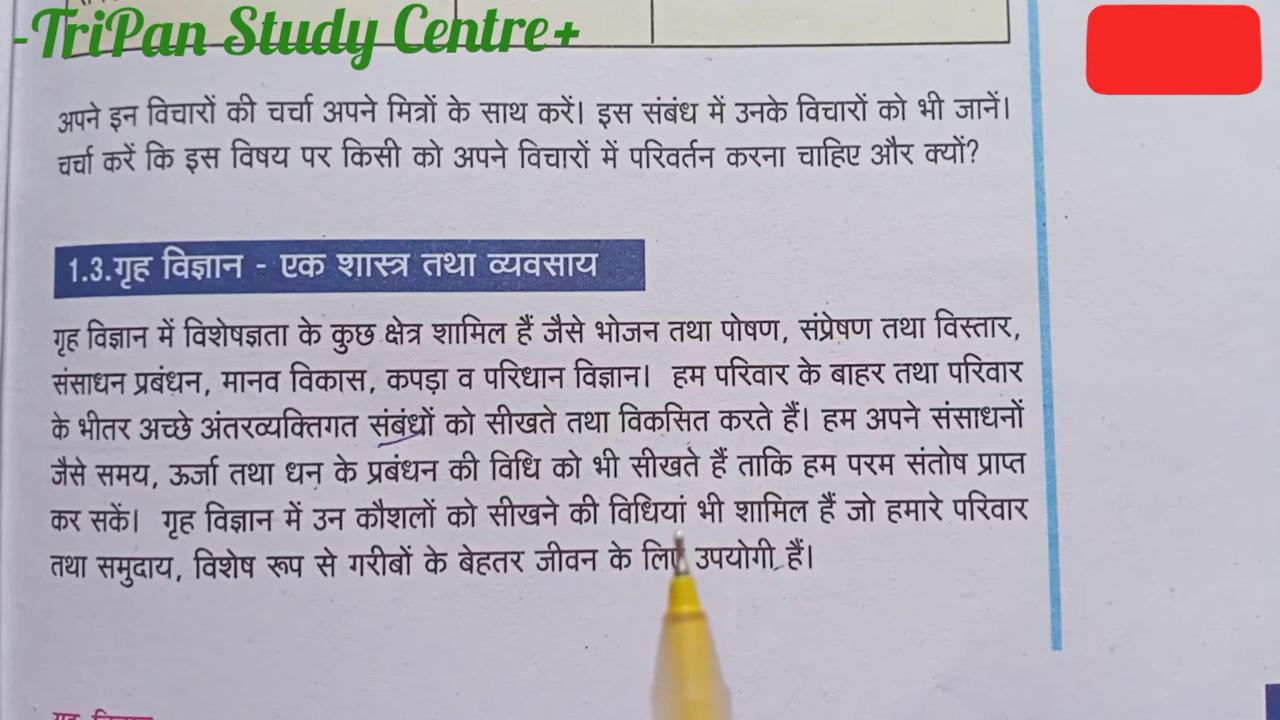 -TriPan Study Centre+
अपने इन विचारों की चर्चा अपने मित्रों के साथ करें। इस संबंध में उनके विचारों को भी जानें।
चर्चा करें कि इस विषय पर किसी को अपने विचारों में परिवर्तन करना चाहिए और क्यों?
1.3.गृह विज्ञान - एक शास्त्र तथा व्यवसाय
गृह विज्ञान में विशेषज्ञता के कुछ क्षेत्र शामिल हैं जैसे भोजन तथा पोषण, संप्रेषण तथा विस्तार,
संसाधन प्रबंधन, मानव विकास, कपड़ा व परिधान विज्ञान। हम परिवार के बाहर तथा परिवार
के भीतर अच्छे अंतरव्यक्तिगत संबंधों को सीखते तथा विकसित करते हैं। हम अपने संसाधनों
जैसे समय, ऊर्जा तथा धन के प्रबंधन की विधि को भी सीखते हैं ताकि हम परम संतोष प्राप्त
कर सकें। गृह विज्ञान में उन कौशलों को सीखने की विधियां भी शामिल हैं जो हमारे परिवार
तथा समुदाय, विशेष रूप से गरीबों के बेहतर जीवन के लिए उपयोगी हैं।